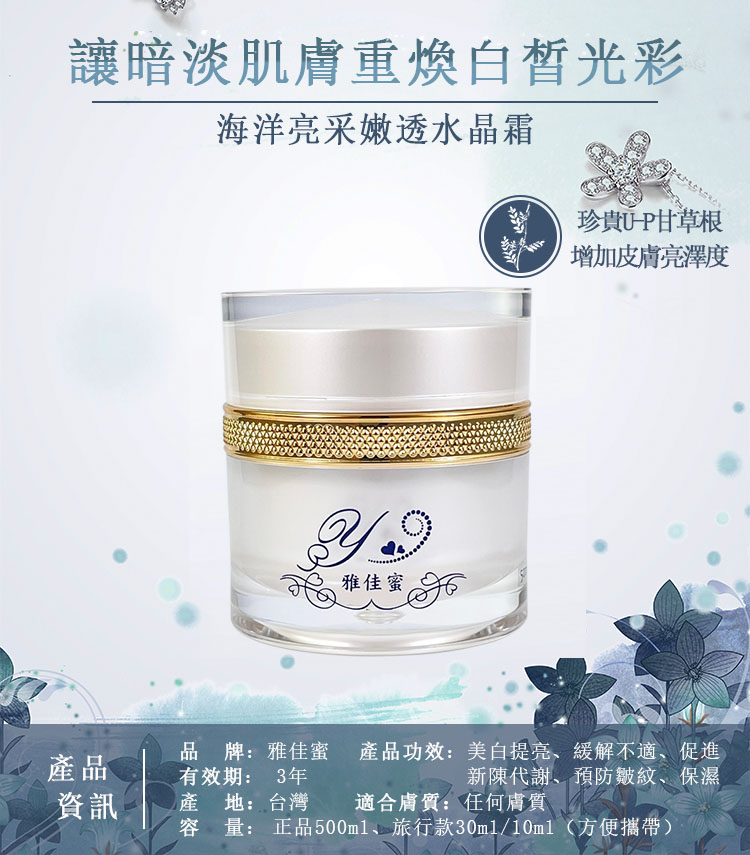 讓暗淡肌膚重煥白皙光彩
海洋亮采嫩透水晶霜
珍貴U-P甘草根
增加皮膚亮澤度
雅佳蜜
產品
資訊
品 牌：雅佳蜜 產品功效：美白提亮、緩解不適、促進
有效期： 3年 新陳代謝、預防皺紋、保濕
產 地：台灣 適合膚質：任何膚質
容 量： 正品500ml、旅行款30ml/10ml（方便攜帶）